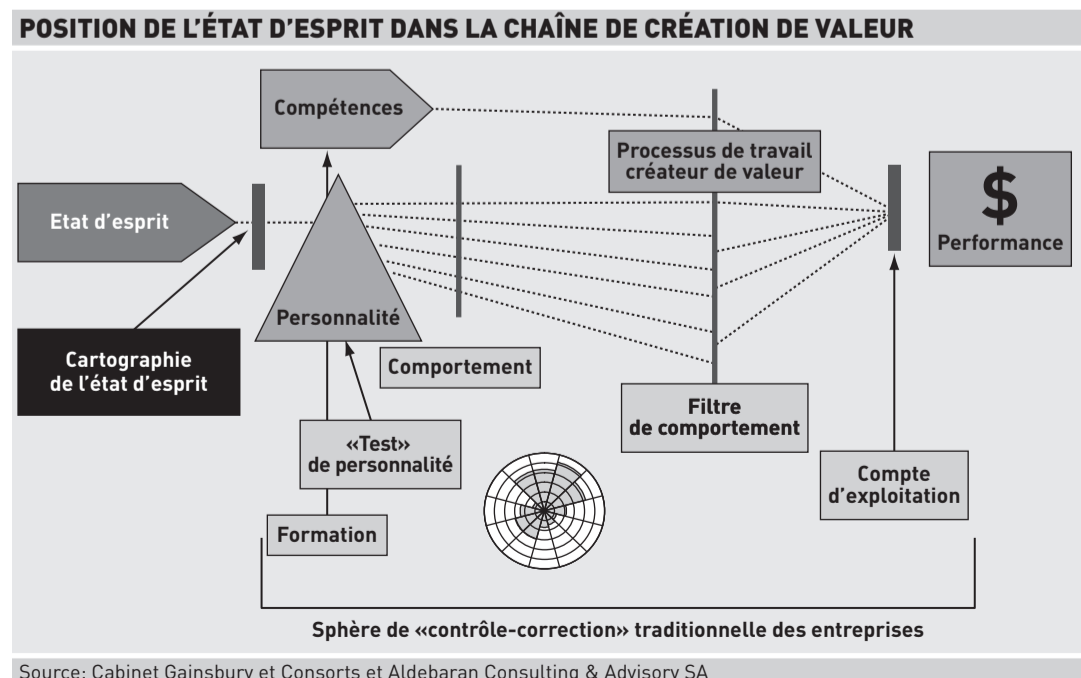 POSITION DE L'ÉTAT D'ESPRIT DANS LA CHAÎNE DE CRÉATION DE VALEUR
Compétences
Processus de travail
créateur de valeur
$
Performance
Etat d'esprit
Personnalité
Cartographie
de l'état d'esprit
Comportement
Filtre
de comportement
«Test»
de personnalité
Compte
d'exploitation
Formation
Sphère de «contrôle-correction» traditionnelle des entreprises
Source: Cabinet Gainsbury et Consorts et Aldebaran Consulting & Advisory SA